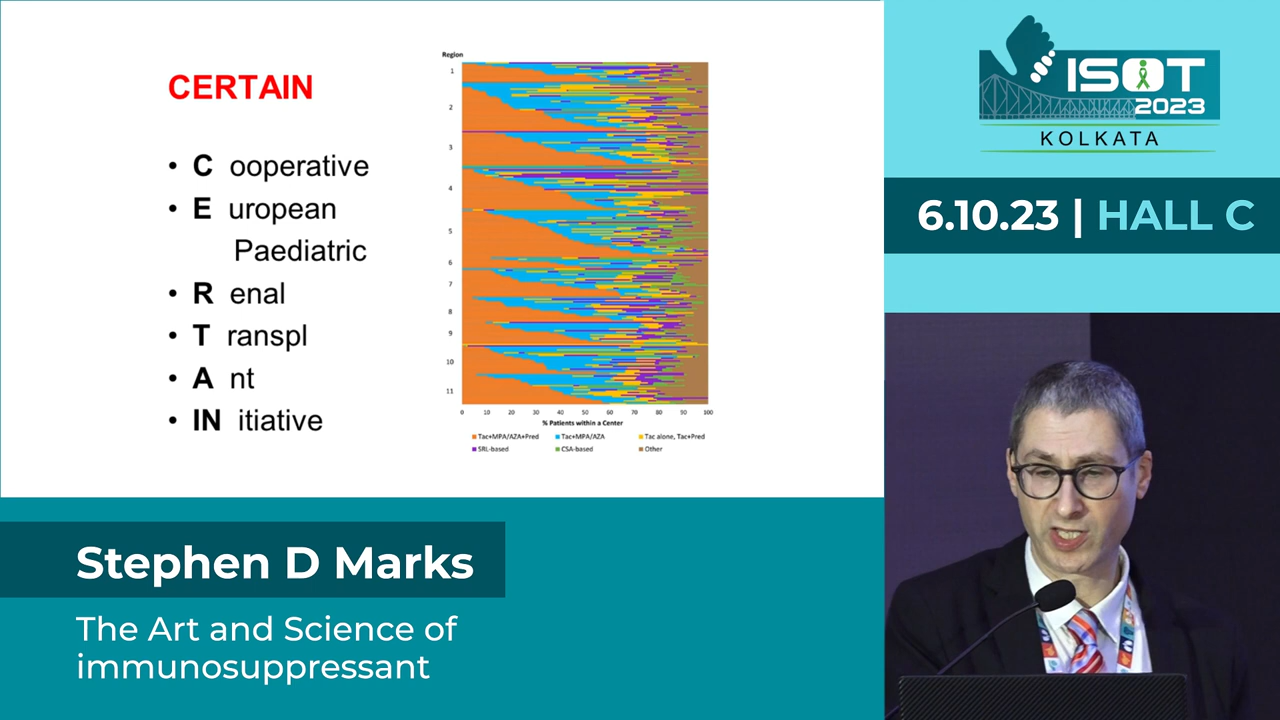 CERTAIN
• C ooperative
• E uropean
Paediatric
• R enal
• T ranspl
• A nt
• IN itiative
Region
1
2
3
4
5
6
7
8
9
10
11
0 10 20 30 40 50 60 70 80 90 100
% Patients within a Center
Tac+MPA/AZA+Pred Tac+MPA/AZA Tac alone, Tac+Pred
SRL-based CSA-based Other
ISOT
2023
KOLKATA
6.10.23 | HALL C
Stephen D Marks
The Art and Science of
immunosuppressant